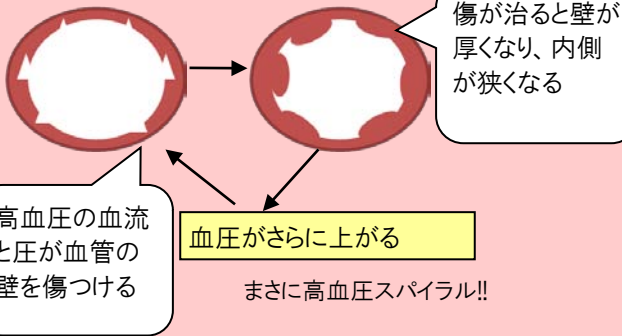 傷が治ると壁が
厚くなり、内側
が狭くなる
高血圧の血流
と圧が血管の
壁を傷つける
血圧がさらに上がる
まさに高血圧スパイラル!!